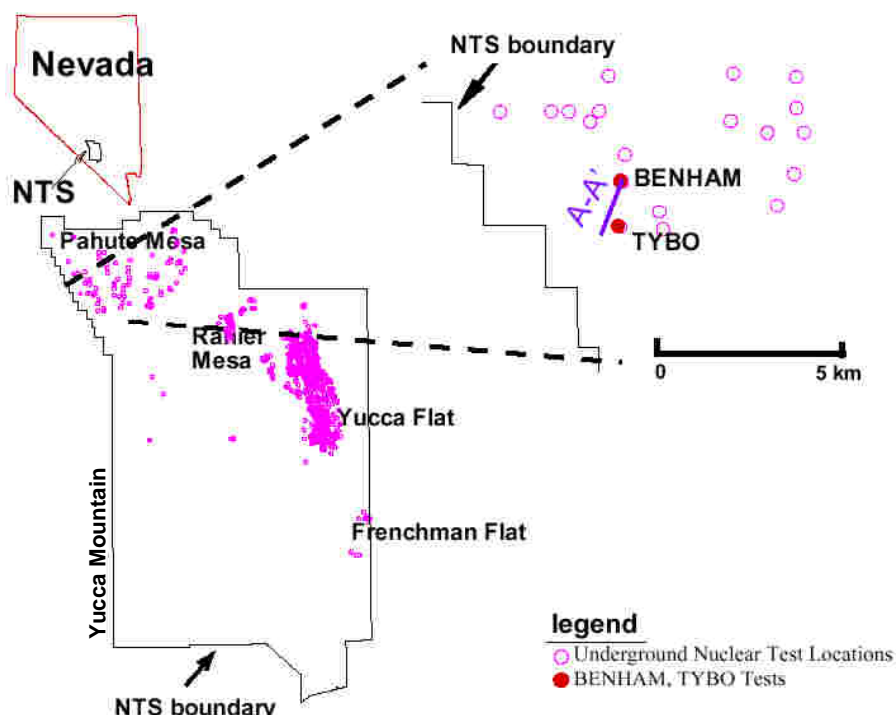 Nevada
NTS
NTS boundary
Pahute Mesa
BENHAM
A-A'
TYBO
Ranier
Mesa
0 5 km
Yucca Flat
Yucca Mountain
Frenchman Flat
NTS boundary
legend
Underground Nuclear Test Locations
BENHAM, TYBO Tests